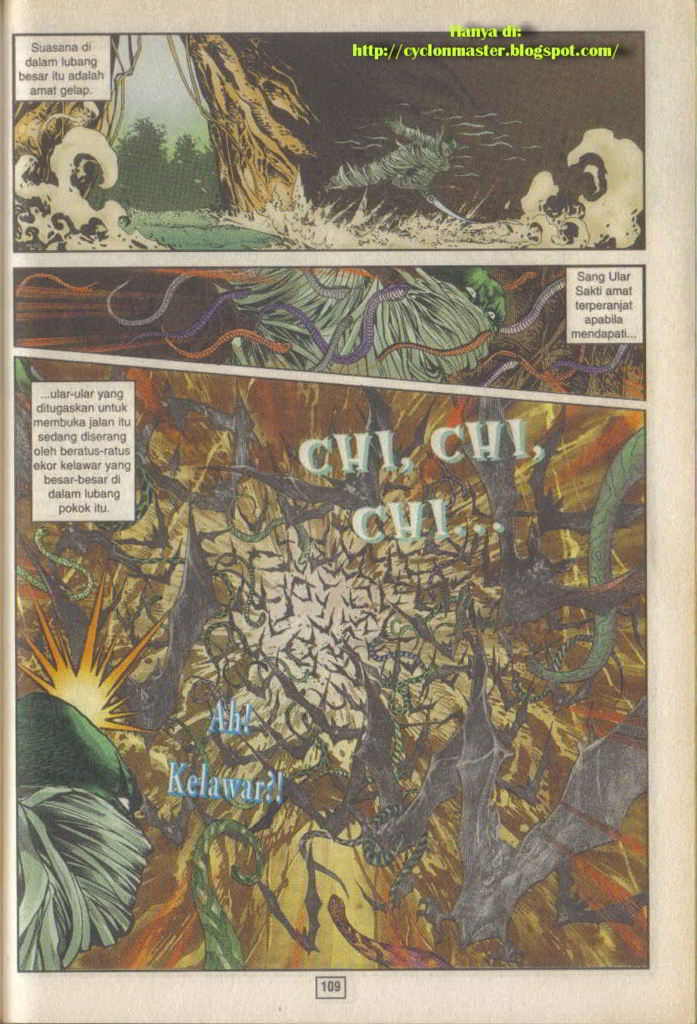 Hanya di:
http://cyclonmaster.blogspot.com/
Suasana di
dalam lubang
besar itu adalah
amat gelap.
Sang Ular
Sakti amat
terperanjat
apabila
mendapati...
...ular-ular yang
ditugaskan untuk
membuka jalan itu
sedang diserang
oleh beratus-ratus
ekor kelawar yang
besar-besar di
dalam lubang
pokok itu.
CHI, CHI,
CHI...
Ah!
Kelawar?!
109